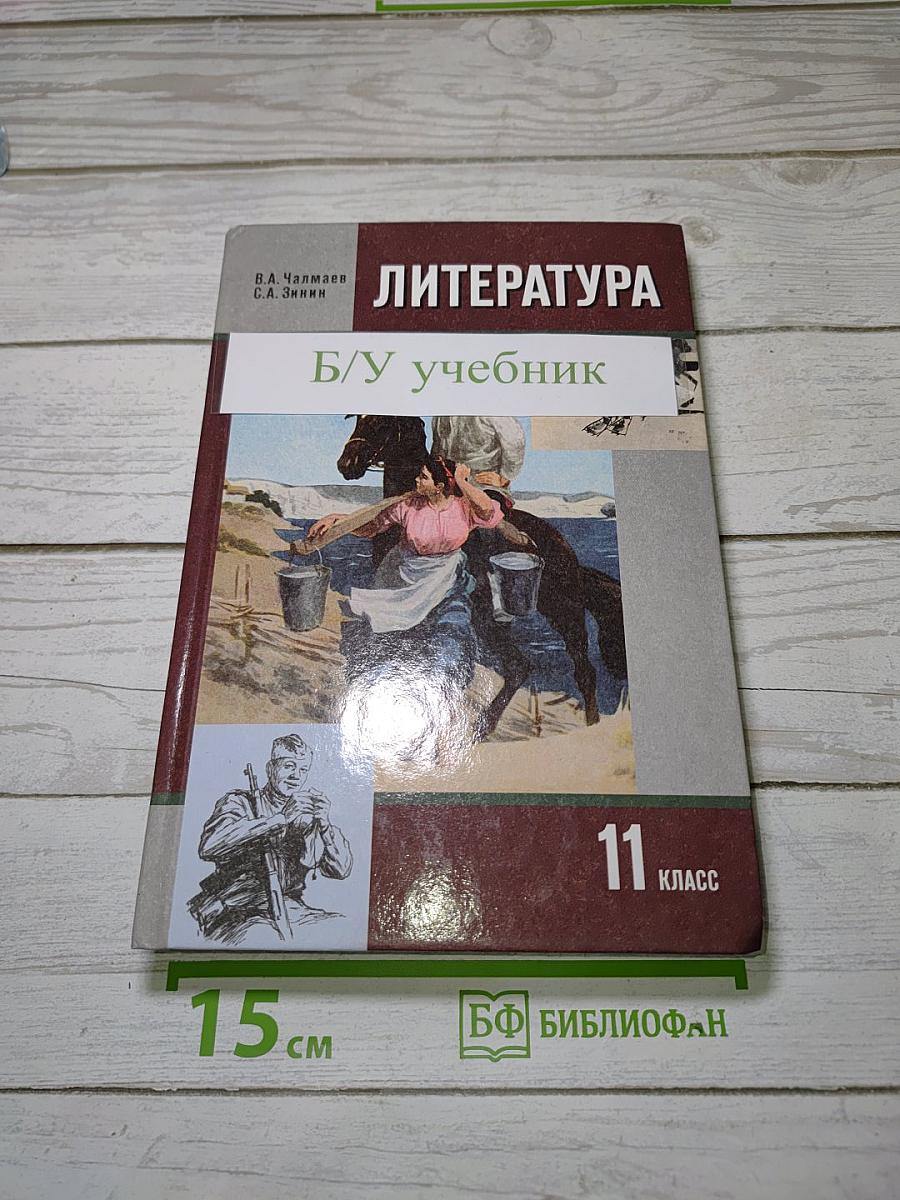 В.А. Чалмаев
С.А. Зинин
ЛИТЕРАТУРА
Б/У учебник
11 КЛАСС
15 см
БФ БИБЛИОФАН